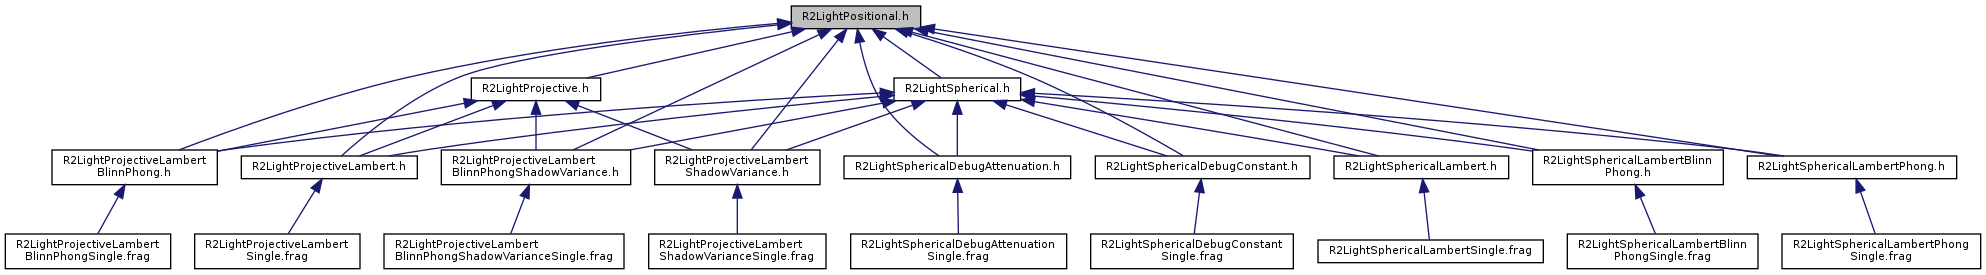 R2LightPositional.h
R2LightProjective.h
R2LightSpherical.h
R2LightProjectiveLambert
BlinnPhong.h
R2LightProjectiveLambert.h
R2LightProjectiveLambert
BlinnPhongShadowVariance.h
R2LightProjectiveLambert
ShadowVariance.h
R2LightSphericalDebugAttenuation.h
R2LightSphericalDebugConstant.h
R2LightSphericalLambert.h
R2LightSphericalLambertBlinn
Phong.h
R2LightSphericalLambertPhong.h
R2LightProjectiveLambert
BlinnPhongSingle.frag
R2LightProjectiveLambert
Single.frag
R2LightProjectiveLambert
BlinnPhongShadowVarianceSingle.frag
R2LightProjectiveLambert
ShadowVarianceSingle.frag
R2LightSphericalDebugAttenuation
Single.frag
R2LightSphericalDebugConstant
Single.frag
R2LightSphericalLambertSingle.frag
R2LightSphericalLambertBlinn
PhongSingle.frag
R2LightSphericalLambertPhong
Single.frag